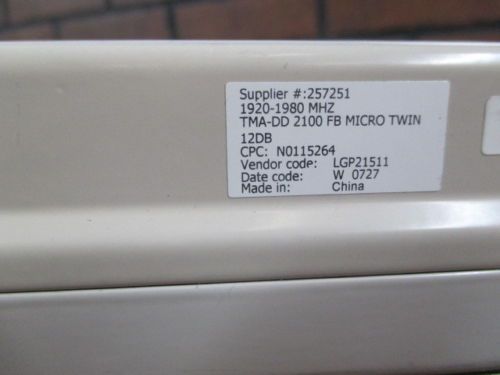 Supplier #:257251
1920-1980 MHZ
TMA-DD 2100 FB MICRO TWIN
12DB
CPC: N0115264
Vendor code: LGP21511
Date code: W 0727
Made in: China